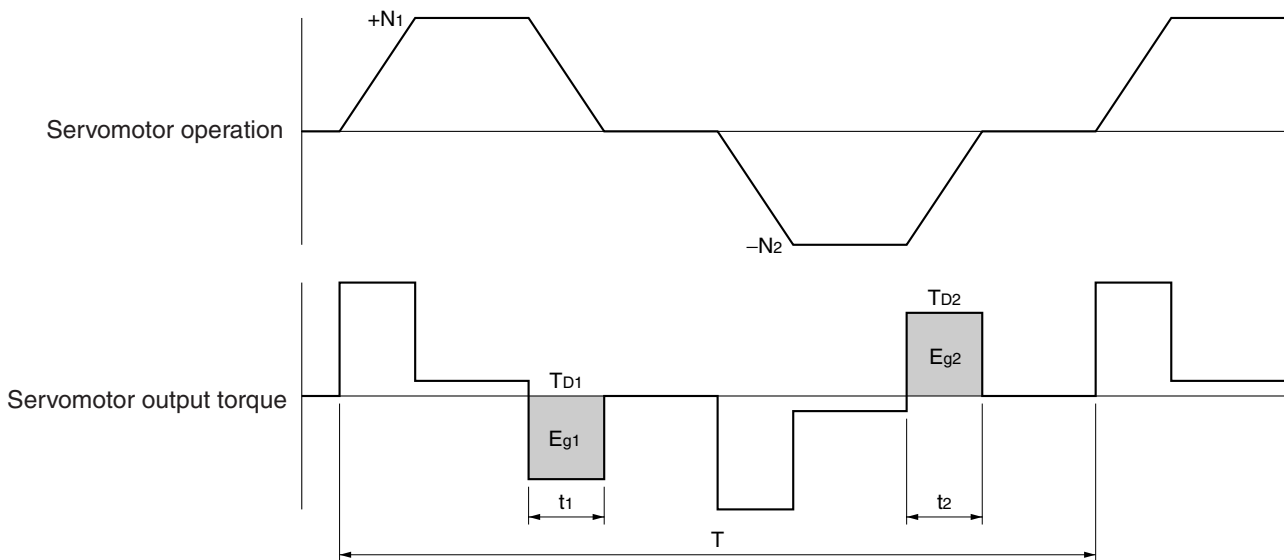 +N1
Servomotor operation
–N2
TD2
Eg2
TD1
Servomotor output torque
Eg1
t1
t2
T